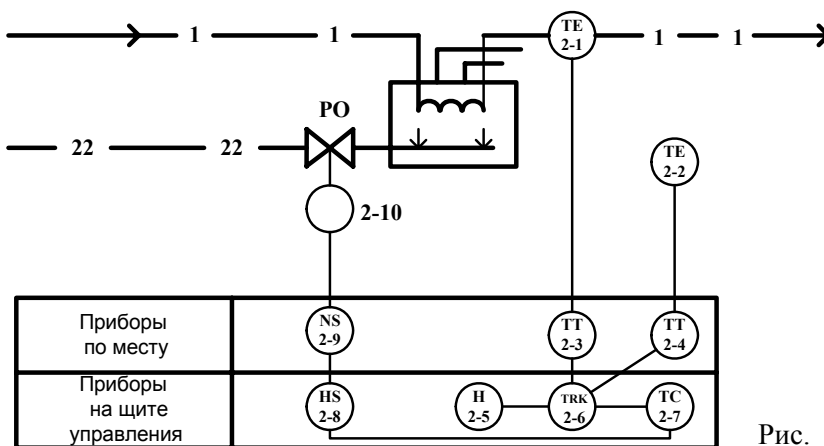 1 1 TE 1 1
2-1
PO
22 22
TE
2-2
2-10
Приборы
по месту
NS
2-9
TT
2-3
TT
2-4
Приборы
на щите
управления
HS
2-8
H
2-5
TRK
2-6
TC
2-7
Рис.